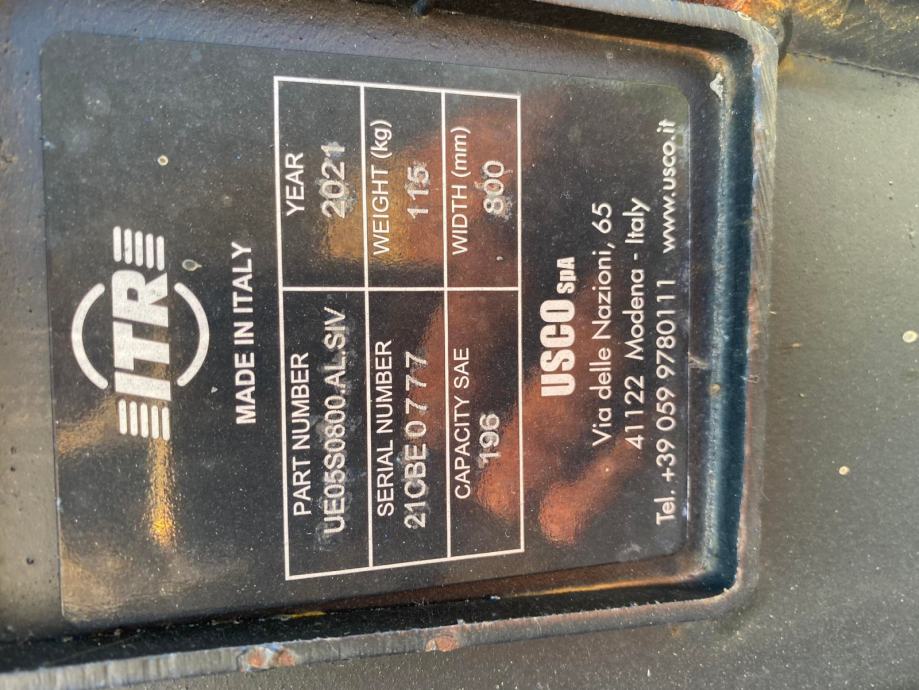 ITR
MADE IN ITALY
PART NUMBER YEAR
UE05S0800.AL.SIV 2021
SERIAL NUMBER WEIGHT (kg)
21CBE0777 115
CAPACITY SAE WIDTH (mm)
196 800
USCO SpA
Via delle Nazioni, 65
41122 Modena - Italy
Tel. +39 059 9780111 www.usco.it